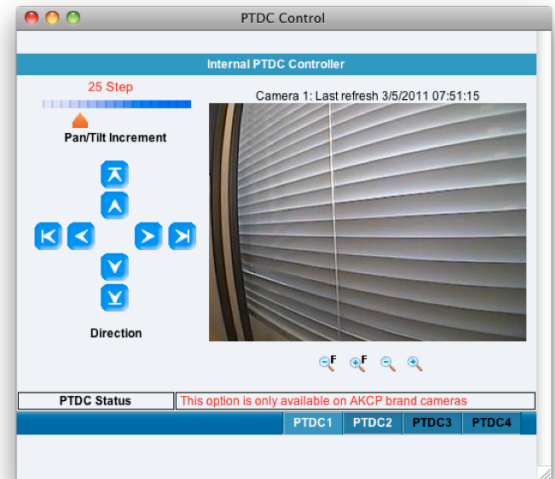 PTDC Control
Internal PTDC Controller
25 Step
Camera 1: Last refresh 3/5/2011 07:51:15
Pan/Tilt Increment
Direction
F F
PTDC Status This option is only available on AKCP brand cameras
PTDC1 PTDC2 PTDC3 PTDC4